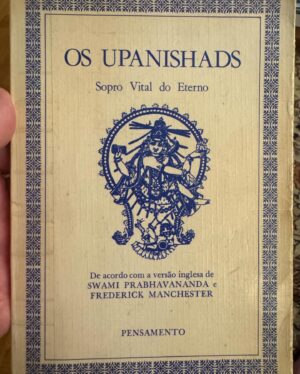 OS UPANISHADS
Sopro Vital do Eterno
De acordo com a versão inglesa de
SWAMI PRABHAVANANDA e
FREDERICK MANCHESTER
PENSAMENTO